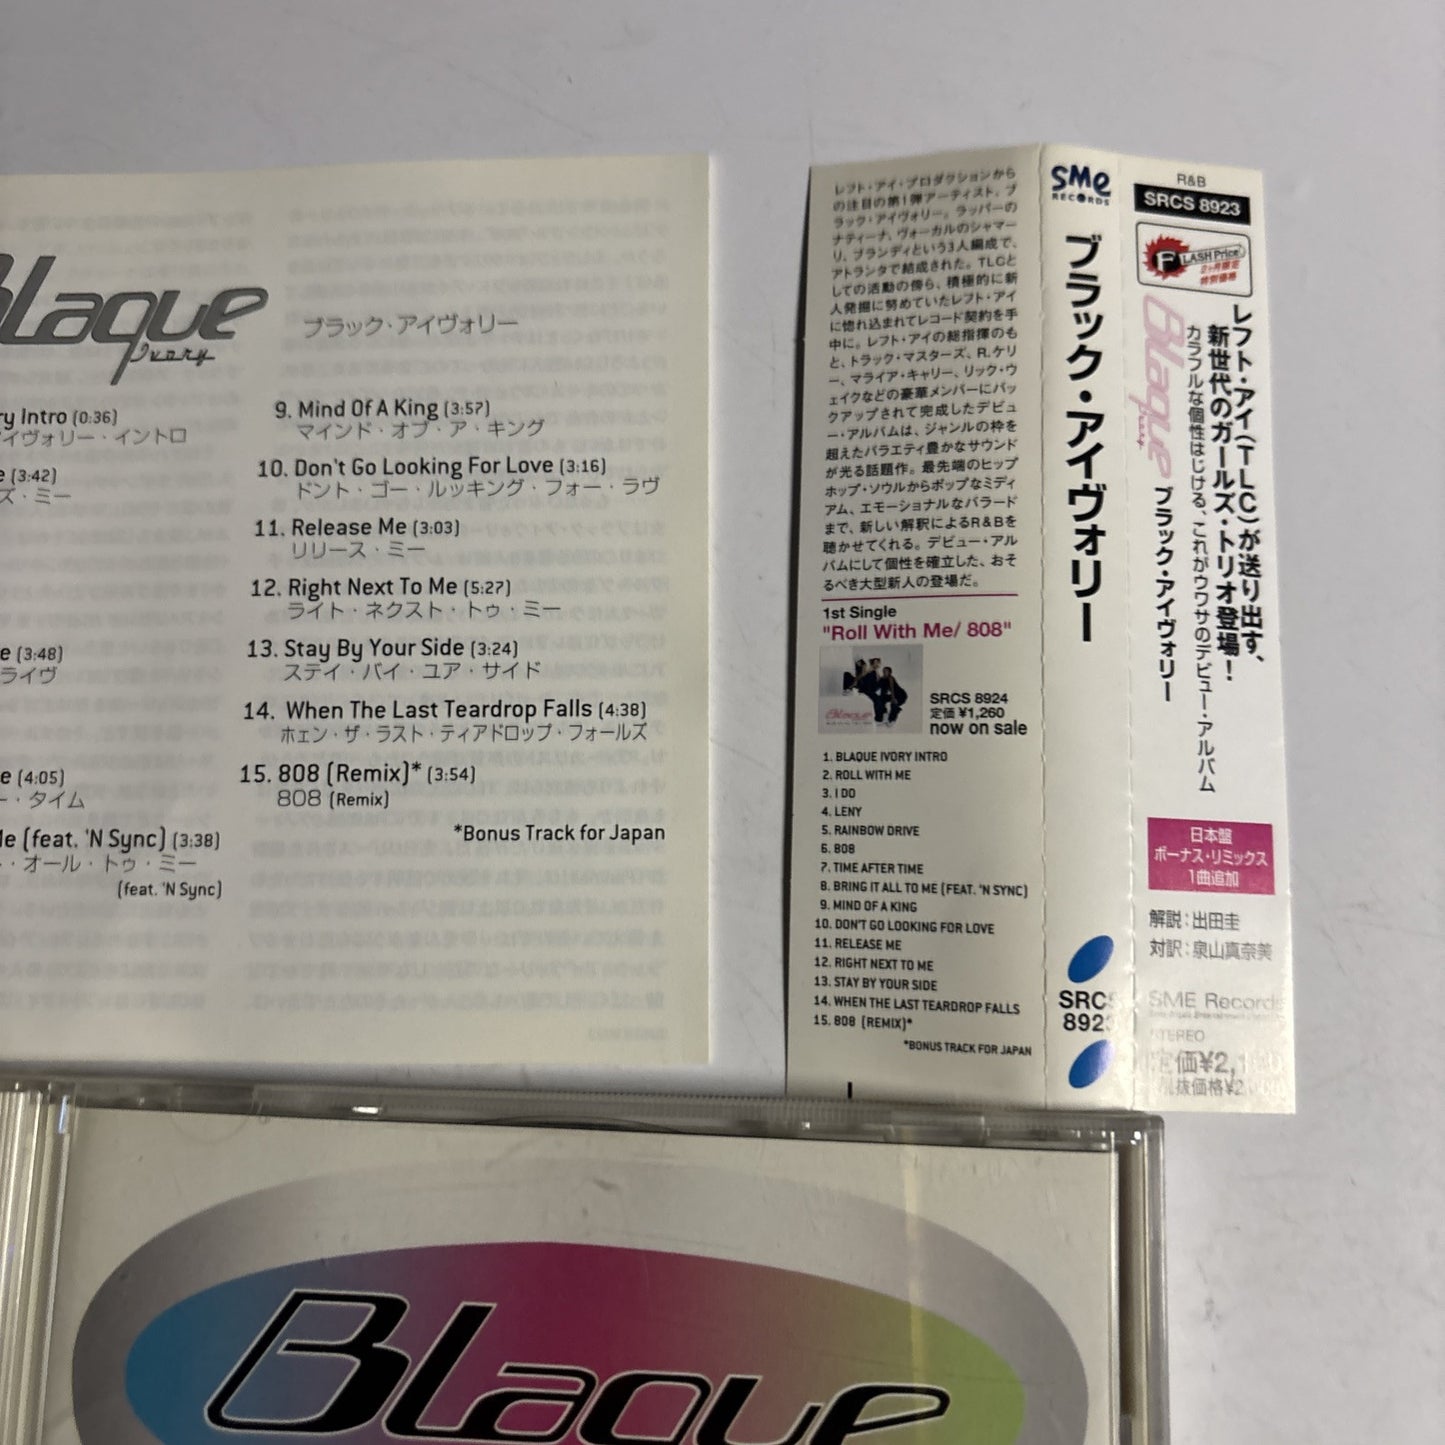 Blaque
Ivory
ブラック・アイヴォリー
ry Intro (0:36)
アイヴォリー・イントロ
e (3:42)
ズ・ミー
e (3:48)
ライヴ
e (4:05)
ー・タイム
Me (feat. 'N Sync) (3:38)
・オール・トゥ・ミー
(feat. 'N Sync)
9. Mind Of A King (3:57)
マインド・オブ・ア・キング
10. Don't Go Looking For Love (3:16)
ドント・ゴー・ルッキング・フォー・ラヴ
11. Release Me (3:03)
リリース・ミー
12. Right Next To Me (5:27)
ライト・ネクスト・トゥ・ミー
13. Stay By Your Side (3:24)
ステイ・バイ・ユア・サイド
14. When The Last Teardrop Falls (4:38)
ホェン・ザ・ラスト・ティアドロップ・フォールズ
15. 808 (Remix)* (3:54)
808 (Remix)
*Bonus Track for Japan
レフト・アイ・プロダクションから
の注目の第1弾アーティスト、ブ
ラック・アイヴォリー。ラッパーの
ナティーナ、ヴォーカルのシャマー
リ、ブランディという3人編成で、
アトランタで結成された。TLCと
しての活動の傍ら、積極的に新
人発掘に努めていたレフト・アイ
に惚れ込まれてレコード契約を手
中に。レフト・アイの総指揮のも
と、トラック・マスターズ、R.ケリ
ー、マライア・キャリー、リック・ウ
ェイクなどの豪華メンバーにバッ
クアップされて完成したデビュ
ー・アルバムは、ジャンルの枠を
超えたバラエティ豊かなサウンド
が光る話題作。最先端のヒップ
ホップ・ソウルからポップなミディ
アム、エモーショナルなバラード
まで、新しい解釈によるR&Bを
聴かせてくれる。デビュー・アル
バムにして個性を確立した、おそ
るべき大型新人の登場だ。
1st Single
"Roll With Me/ 808"
Blaque
SRCS 8924
定価 ¥1,260
now on sale
1. BLAQUE IVORY INTRO
2. ROLL WITH ME
3. I DO
4. LENY
5. RAINBOW DRIVE
6. 808
7. TIME AFTER TIME
8. BRING IT ALL TO ME (FEAT. 'N SYNC)
9. MIND OF A KING
10. DON'T GO LOOKING FOR LOVE
11. RELEASE ME
12. RIGHT NEXT TO ME
13. STAY BY YOUR SIDE
14. WHEN THE LAST TEARDROP FALLS
15. 808 (REMIX)*
*BONUS TRACK FOR JAPAN
SMe
RECORDS
ブラック・アイヴォリー
SRCS
8923
R&B
SRCS 8923
FLASH Price!
特別価格
レフト・アイ(TLC)が送り出す、
新世代のガールズ・トリオ登場！
カラフルな個性はじける、これがウワサのデビュー・アルバム
Blaque
Ivory
ブラック・アイヴォリー
日本盤
ボーナス・リミックス
1曲追加
解説：出田圭
対訳：泉山真奈美
SME Records
STEREO
定価¥2,1
税抜価格¥2,
Blaque